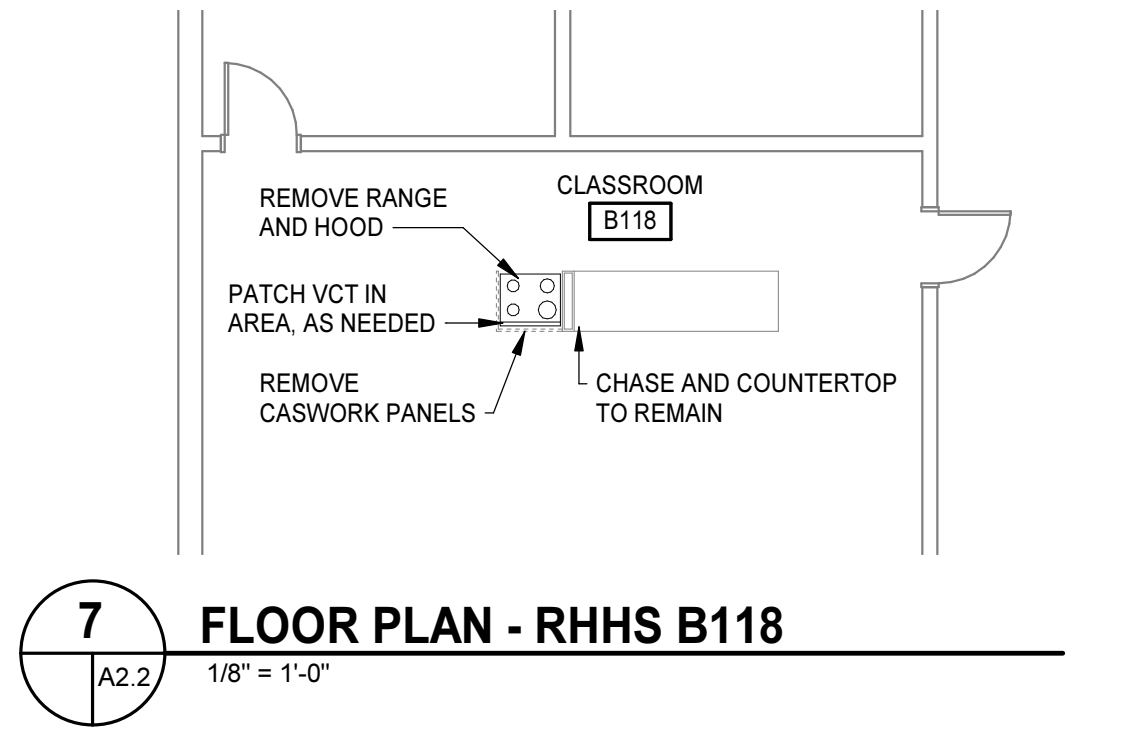 CLASSROOM
B118
REMOVE RANGE
AND HOOD
PATCH VCT IN
AREA, AS NEEDED
REMOVE
CASWORK PANELS
CHASE AND COUNTERTOP
TO REMAIN
7
A2.2
FLOOR PLAN - RHHS B118
1/8" = 1'-0"